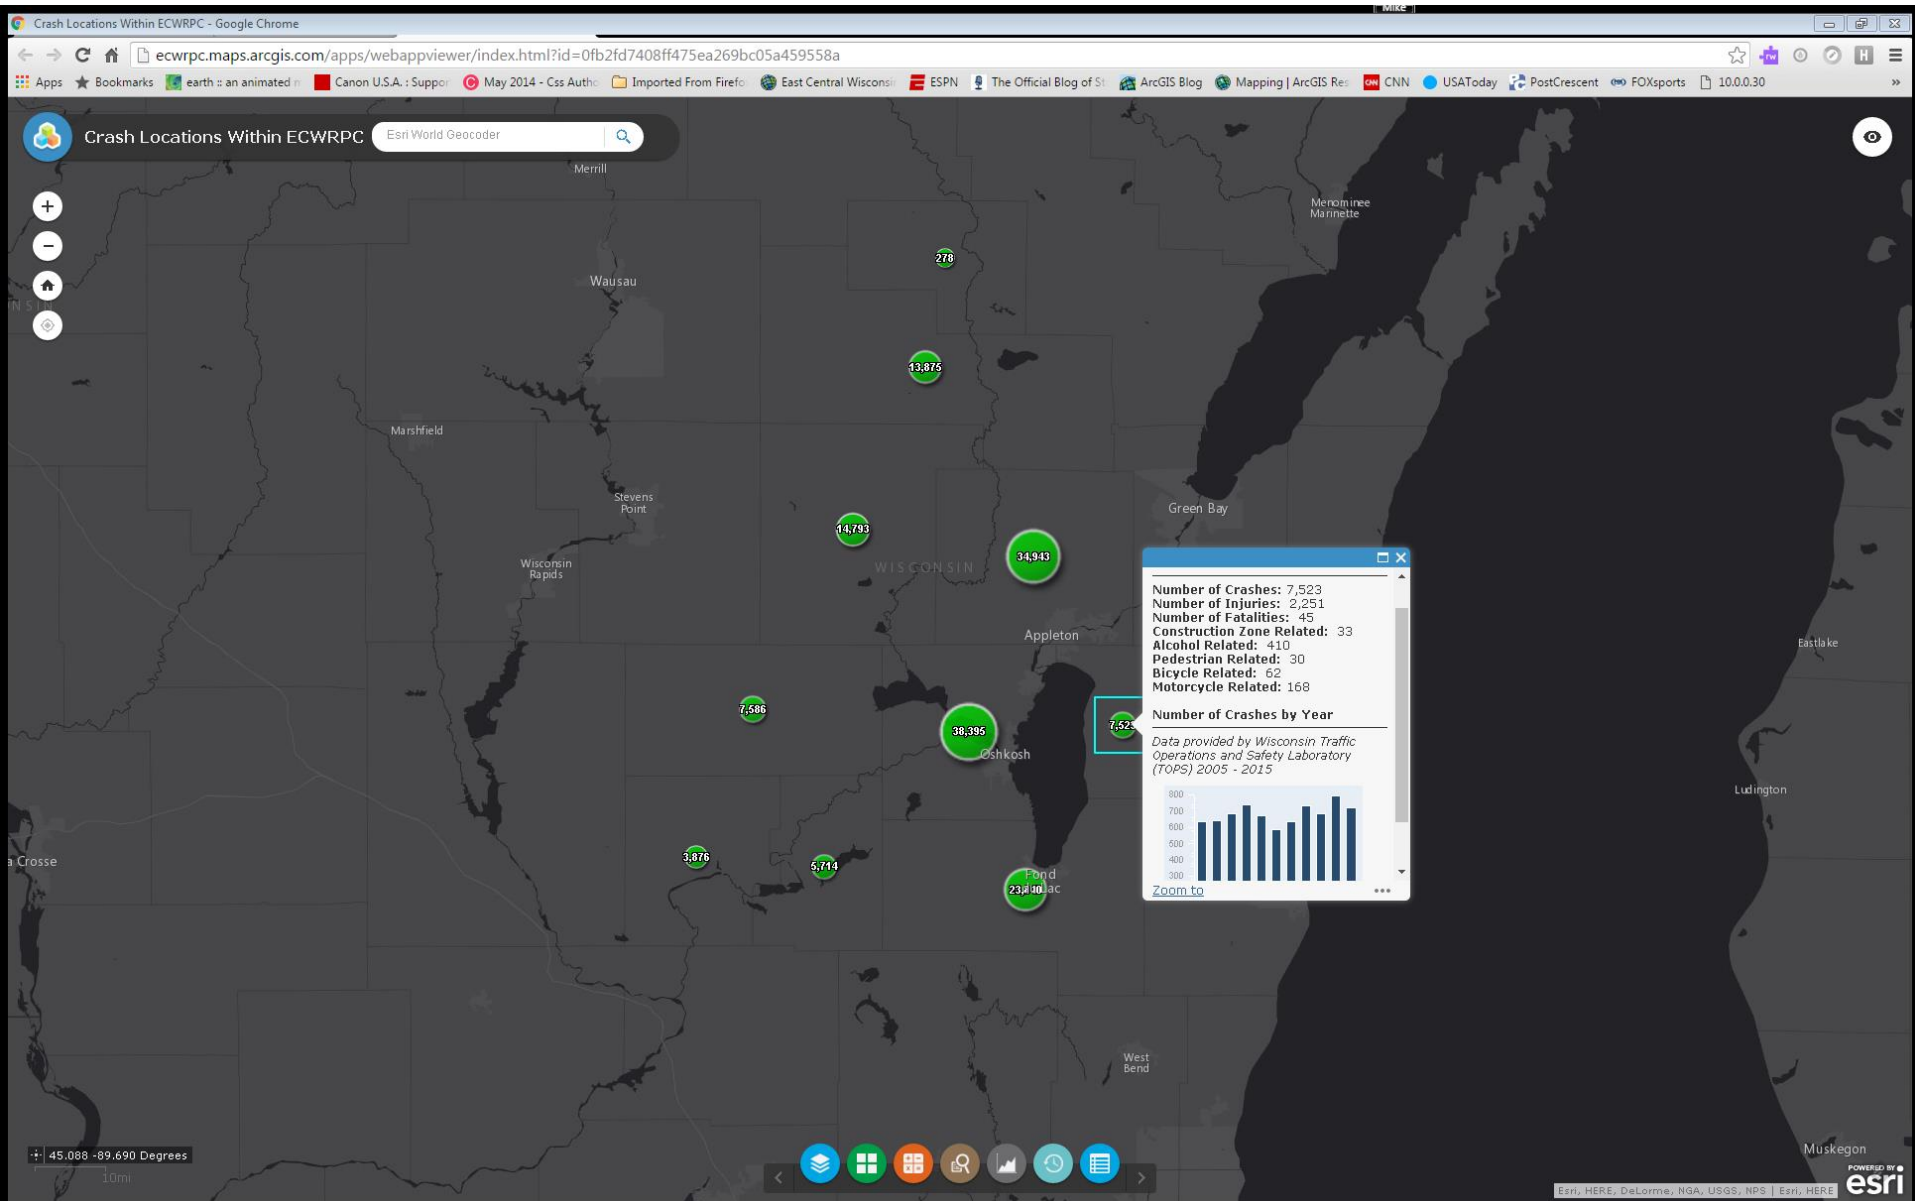 Mike
Crash Locations Within ECWRPC - Google Chrome
ecwrpc.maps.arcgis.com/apps/webappviewer/index.html?id=0fb2fd7408ff475ea269bc05a459558a
Apps Bookmarks earth :: an animated m Canon U.S.A. : Suppor May 2014 - Css Autho Imported From Firefo East Central Wisconsi ESPN The Official Blog of St ArcGIS Blog Mapping | ArcGIS Res CNN USAToday PostCrescent FOXsports 10.0.0.30 »
Crash Locations Within ECWRPC Esri World Geocoder
Merrill
Menominee
Marinette
278
Wausau
NSIN
13,875
Marshfield
Stevens
Point
Green Bay
14,793
34,943
WISCONSIN
Wisconsin
Rapids
Number of Crashes: 7,523
Number of Injuries: 2,251
Number of Fatalities: 45
Construction Zone Related: 33
Alcohol Related: 410
Pedestrian Related: 30
Bicycle Related: 62
Motorcycle Related: 168
Number of Crashes by Year
Data provided by Wisconsin Traffic
Operations and Safety Laboratory
(TOPS) 2005 - 2015
800
700
600
500
400
300
Zoom to
Appleton
Eastlake
7,586
38,395
7,523
Oshkosh
Ludington
a Crosse
3,876
5,714
Fond
du Lac
West
Bend
45.088 -89.690 Degrees
10mi
Muskegon
POWERED BY
esri
Esri, HERE, DeLorme, NGA, USGS, NPS | Esri, HERE